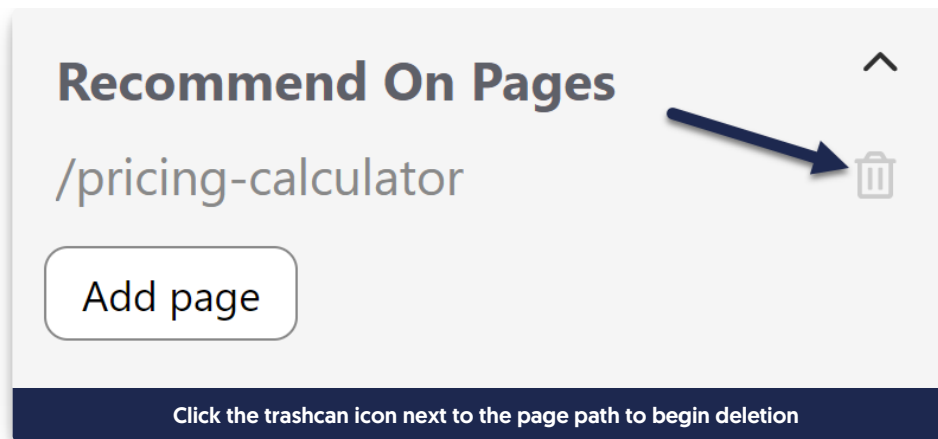 Recommend On Pages
/pricing-calculator
Add page
Click the trashcan icon next to the page path to begin deletion